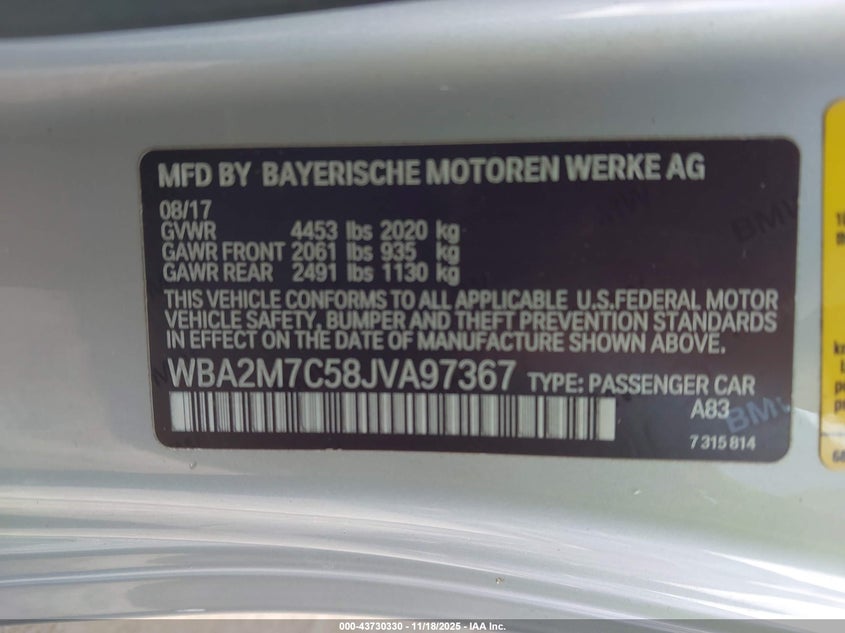 MFD BY BAYERISCHE MOTOREN WERKE AG
08/17
GVWR 4453 lbs 2020 kg
GAWR FRONT 2061 lbs 935 kg
GAWR REAR 2491 lbs 1130 kg
THIS VEHICLE CONFORMS TO ALL APPLICABLE U.S.FEDERAL MOTOR
VEHICLE SAFETY, BUMPER AND THEFT PREVENTION STANDARDS
IN EFFECT ON THE DATE OF MANUFACTURE SHOWN ABOVE.
WBA2M7C58JVA97367 TYPE: PASSENGER CAR
A83
7 315 814
BMW
BMW
000-43730330 - 11/18/2025 - IAA Inc.